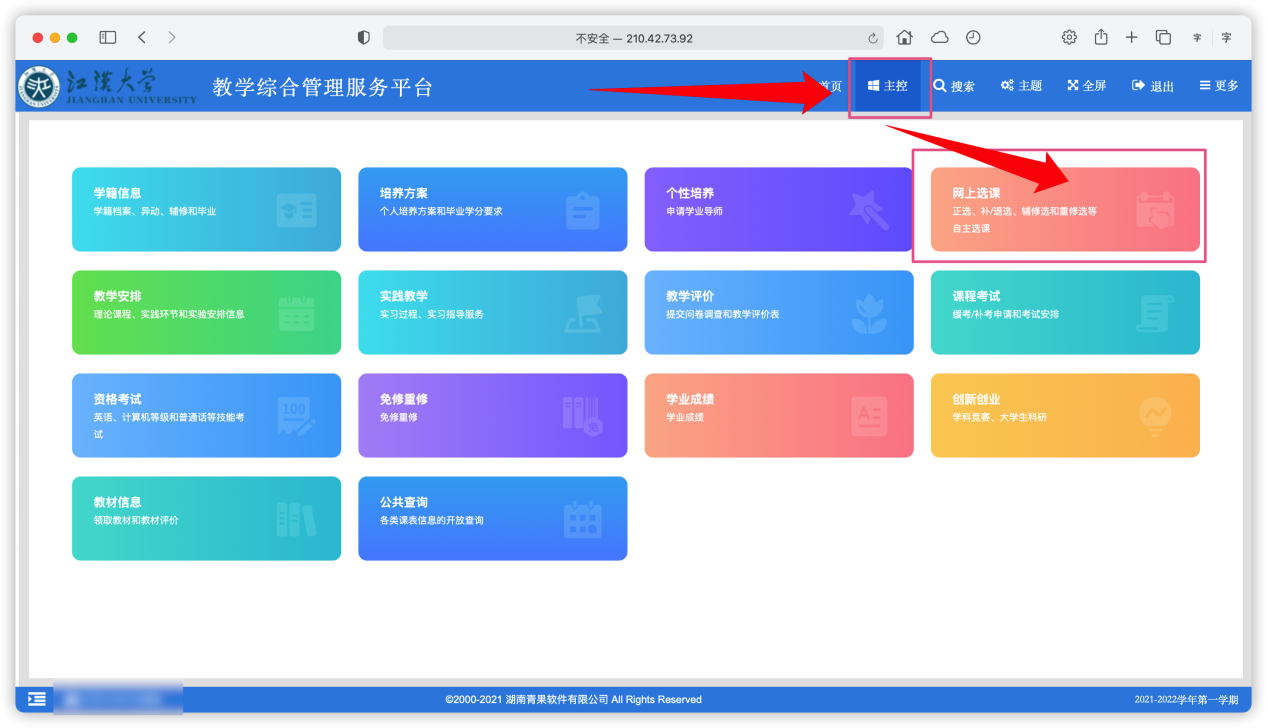 不安全 — 210.42.73.92
字 字
江漢大学
JIANGHAN UNIVERSITY
教学综合管理服务平台
首页 主控 搜索 主题 全屏 退出 更多
学籍信息
学籍档案、异动、辅修和毕业
培养方案
个人培养方案和毕业学分要求
个性培养
申请学业导师
网上选课
正选、补/退选、辅修选和重修选等
自主选课
教学安排
理论课程、实践环节和实验安排信息
实践教学
实习过程、实习指导服务
教学评价
提交问卷调查和教学评价表
课程考试
缓考/补考申请和考试安排
资格考试
英语、计算机等级和普通话等技能考
试
100
免修重修
免修重修
免
学业成绩
学业成绩
A
创新创业
学科竞赛、大学生科研
教材信息
领取教材和教材评价
公共查询
各类课表信息的开放查询
©2000-2021 湖南青果软件有限公司 All Rights Reserved
2021-2022学年第一学期